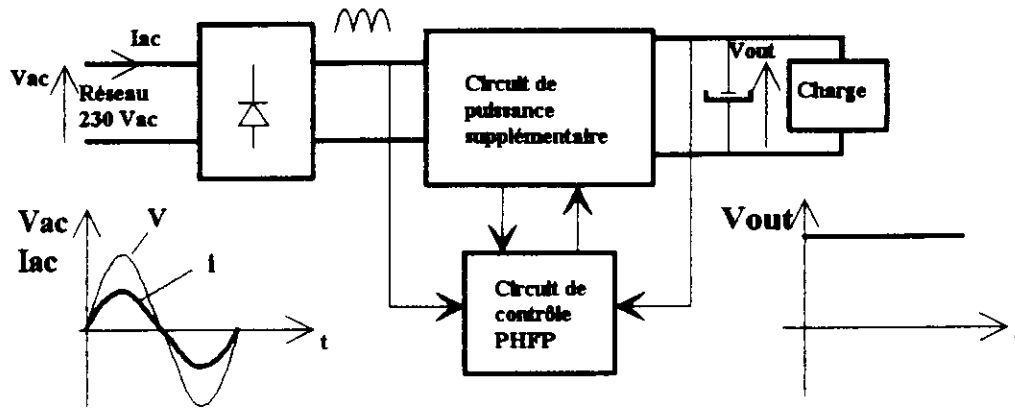 Iac
Vac
Réseau
230 Vac
Circuit de
puissance
supplémentaire
Vout
Charge
Vac
Iac
V
i
t
Circuit de
contrôle
PHFP
Vout